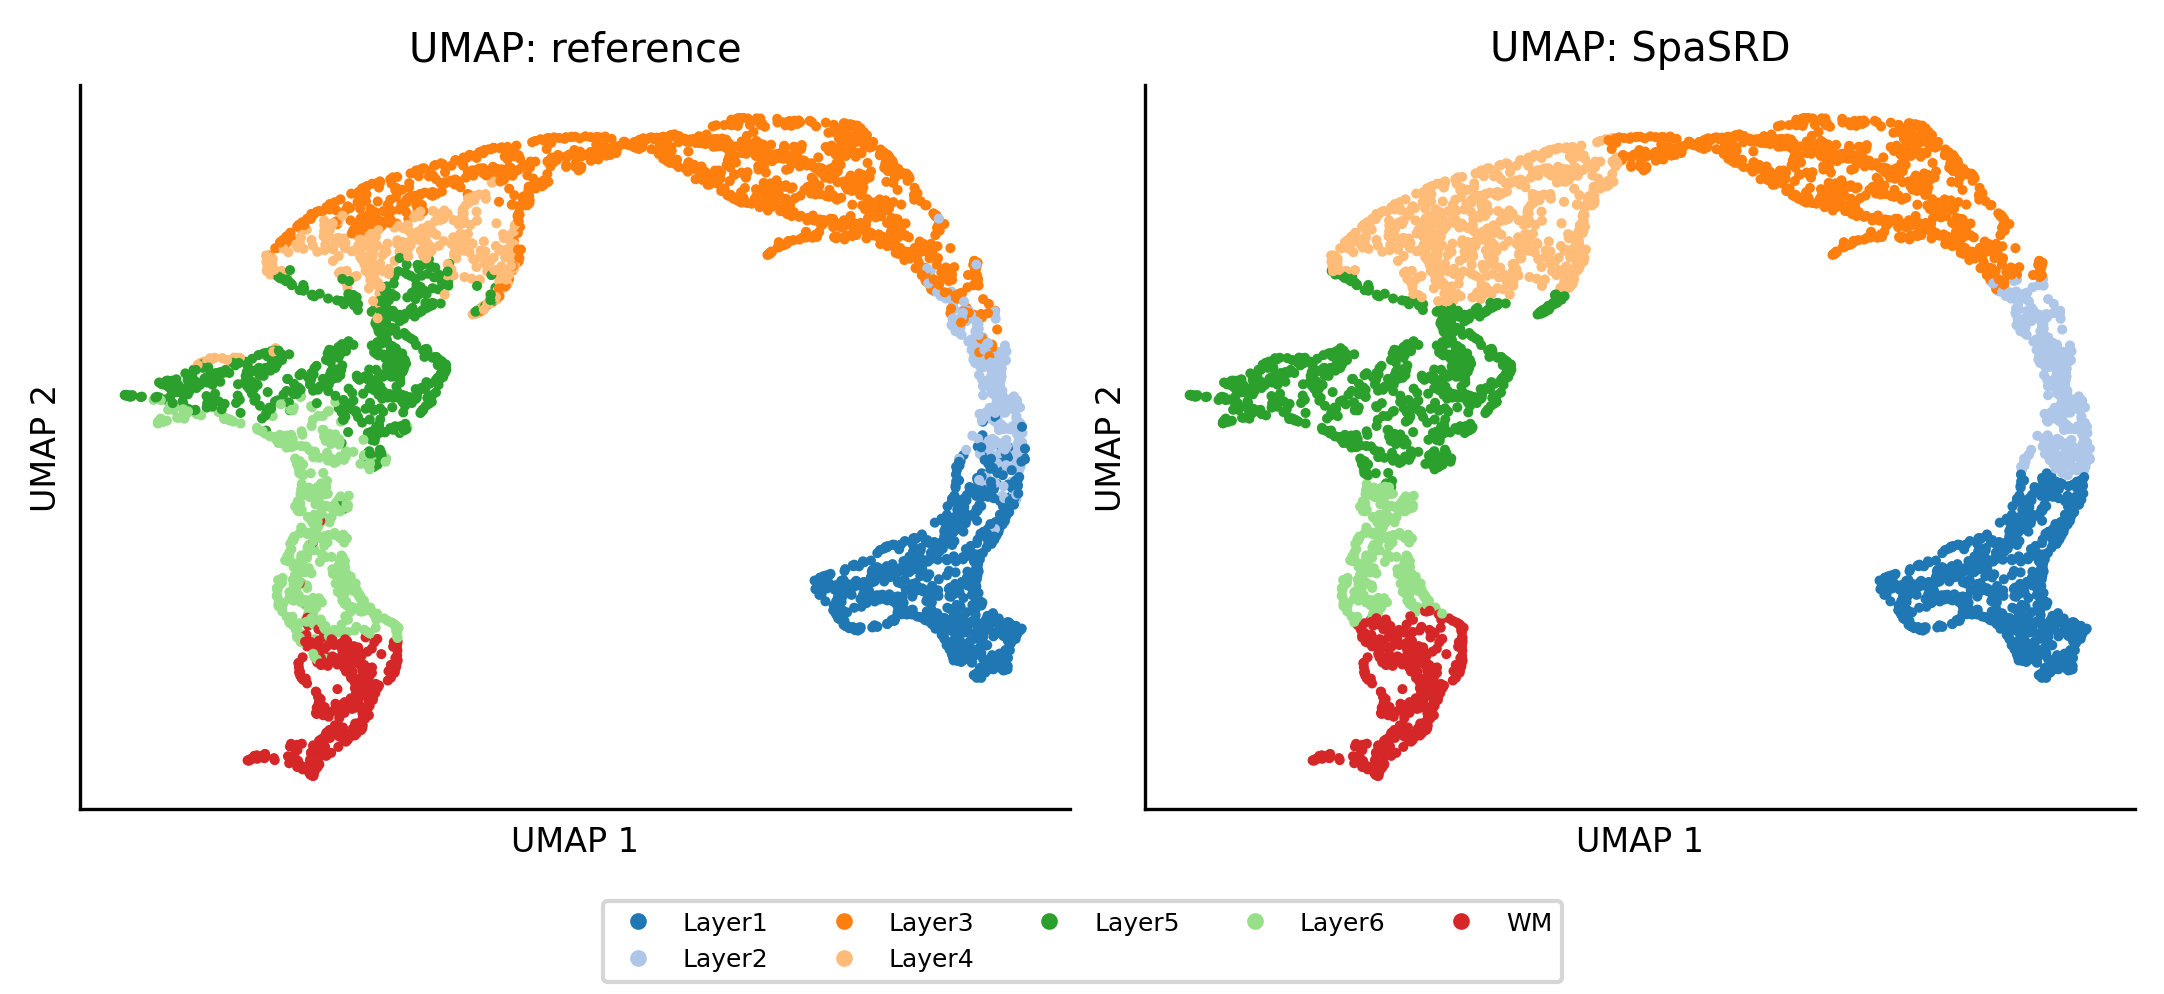 UMAP: reference
UMAP: SpaSRD
UMAP 2
UMAP 1
UMAP 2
UMAP 1
Layer1 Layer3 Layer5 Layer6 WM
Layer2 Layer4